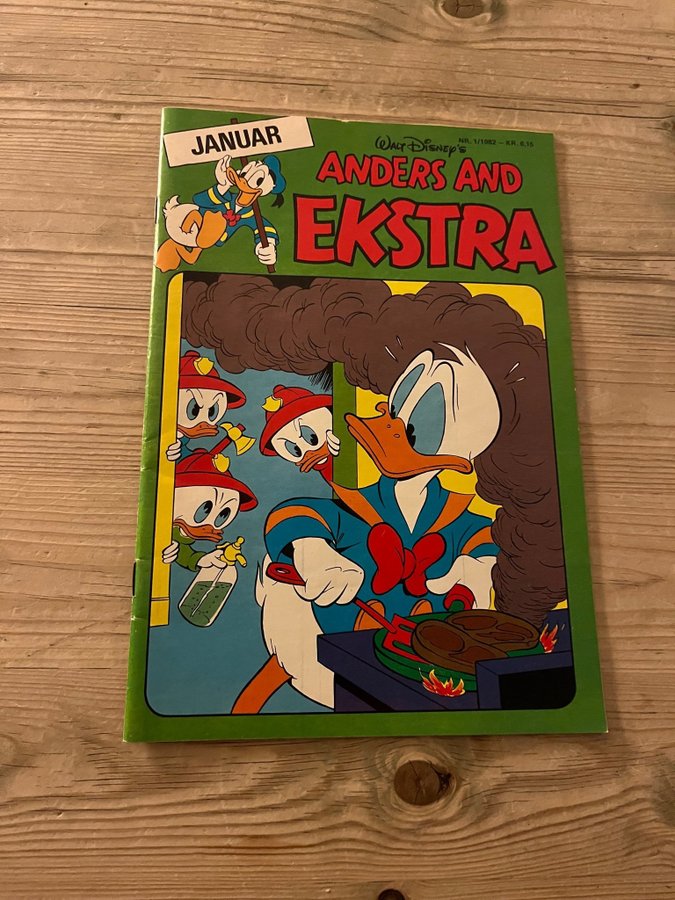 JANUAR
Walt Disney's
NR. 1/1982 – KR. 6,15
ANDERS AND
EKSTRA